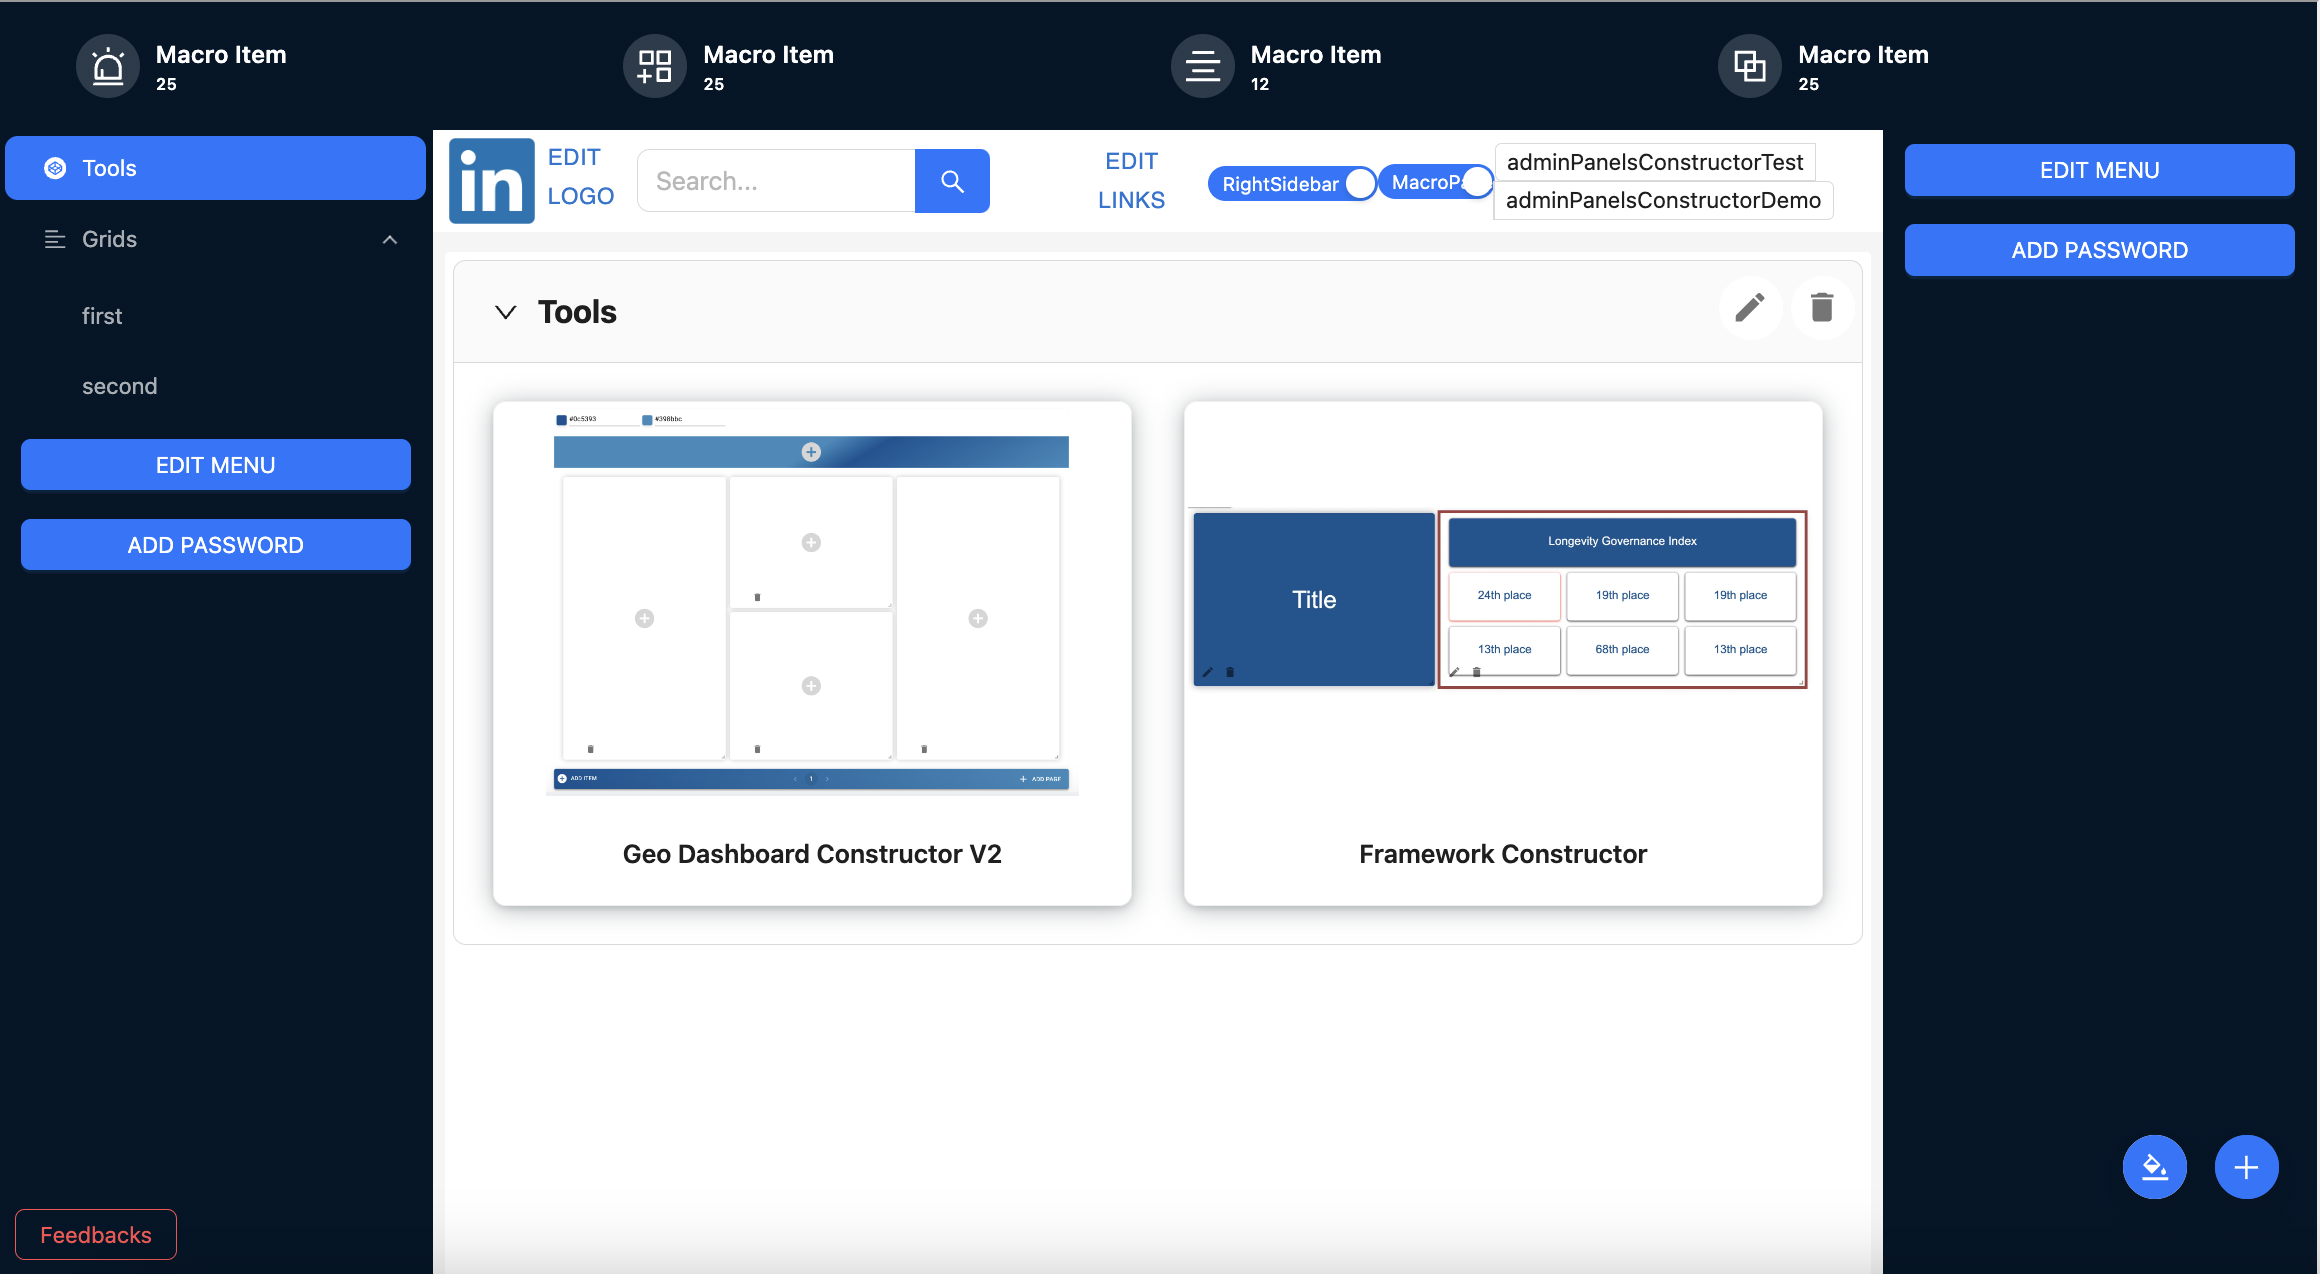 Macro Item
25
Macro Item
25
Macro Item
12
Macro Item
25
Tools
Grids
first
second
EDIT MENU
ADD PASSWORD
Feedbacks
in
EDIT
LOGO
Search...
EDIT
LINKS
RightSidebar
adminPanelsConstructorTest
adminPanelsConstructorDemo
Tools
#0c5393
#398bbc
ADD ITEM
1
ADD PAGE
Geo Dashboard Constructor V2
Title
Longevity Governance Index
24th place
19th place
19th place
13th place
68th place
13th place
Framework Constructor
EDIT MENU
ADD PASSWORD